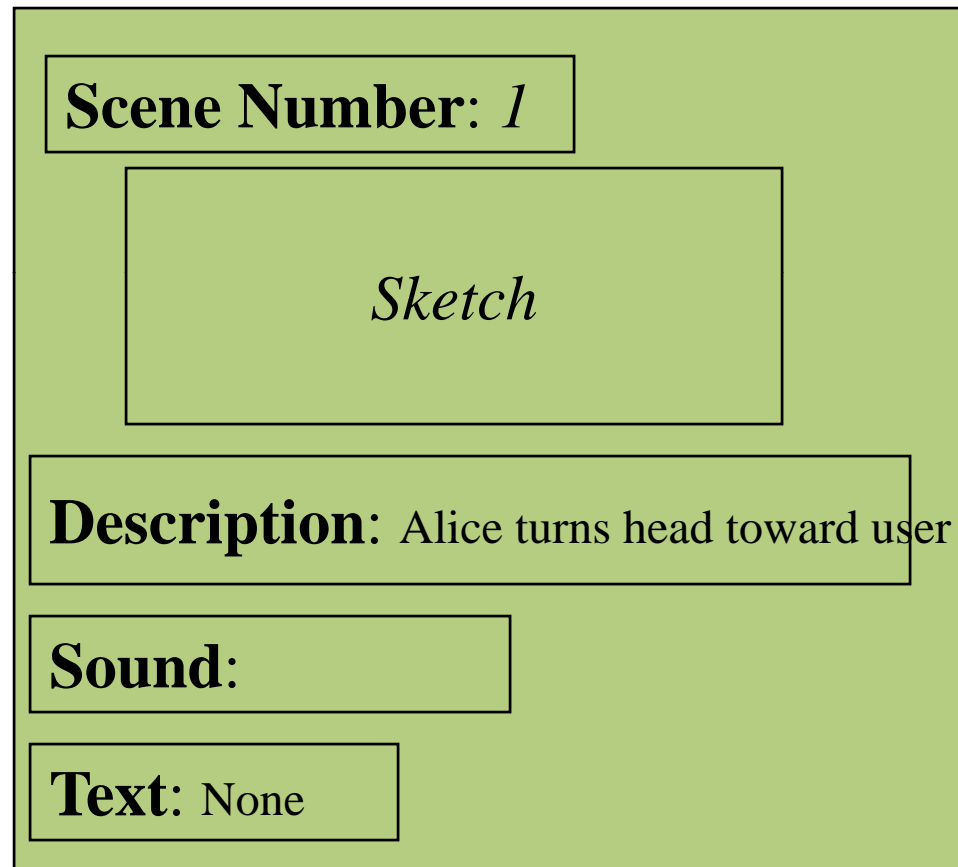 Scene Number: 1
Sketch
Description: Alice turns head toward user
Sound:
Text: None